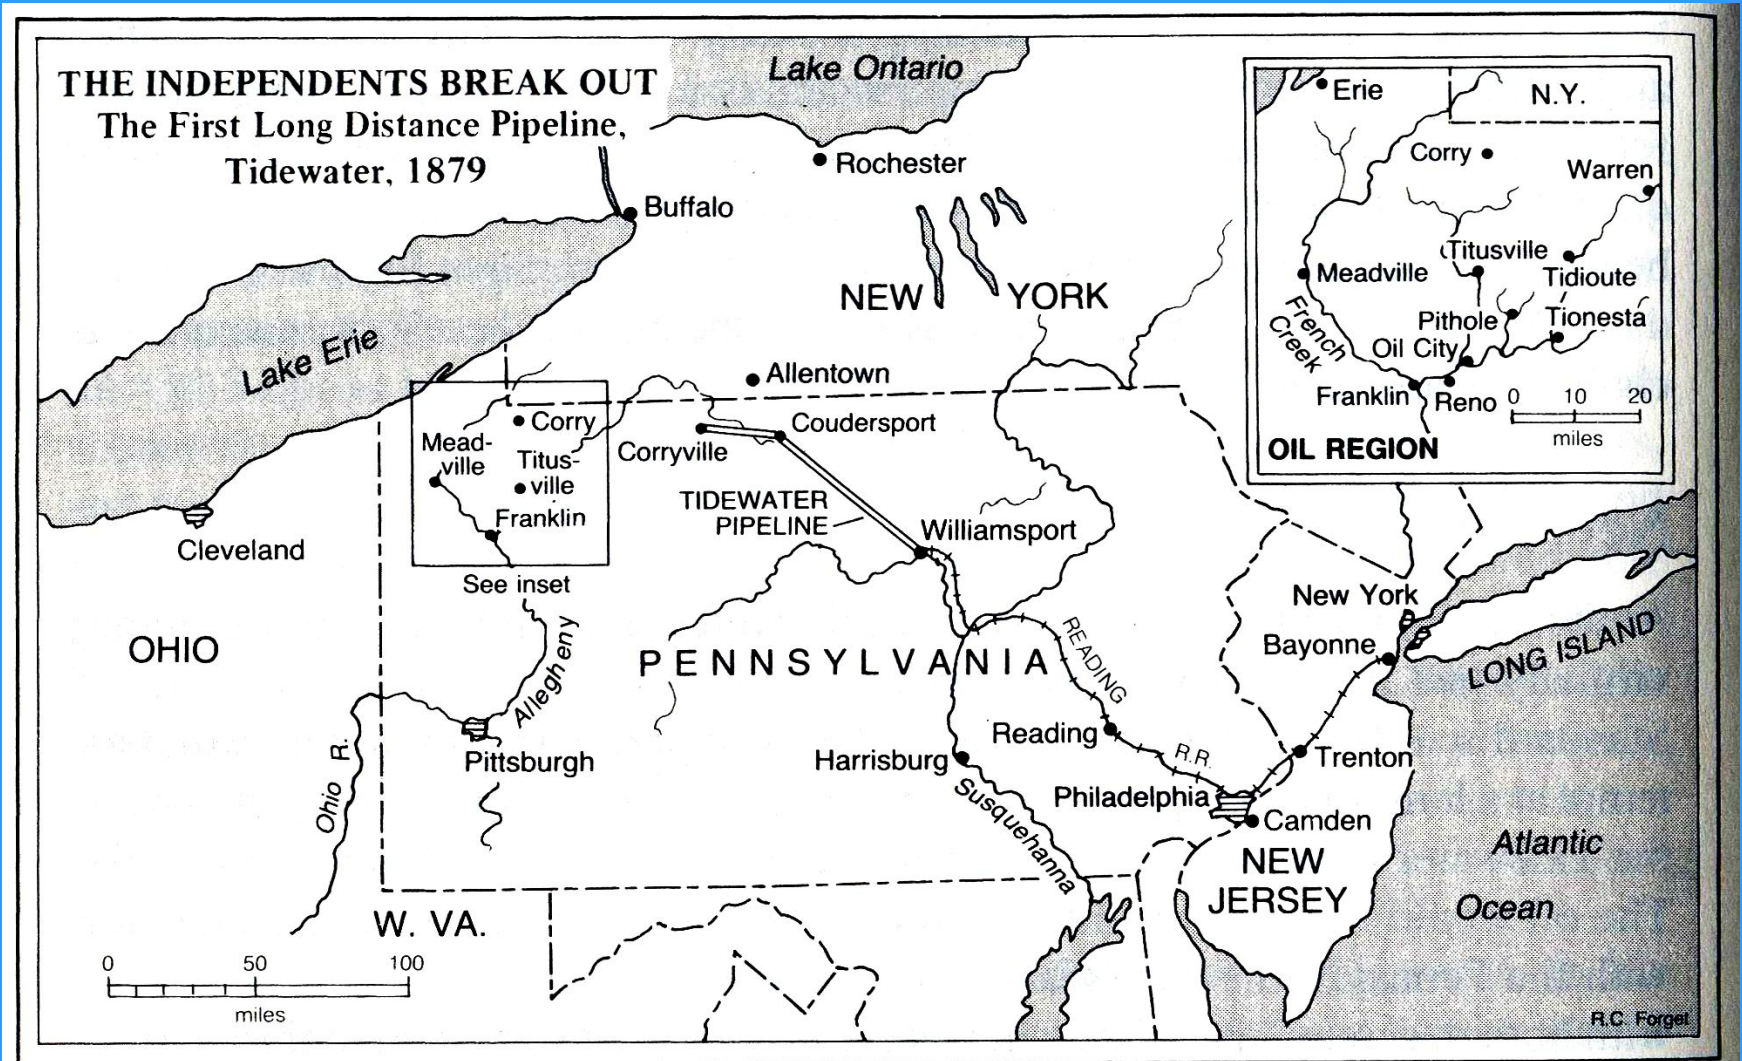 THE INDEPENDENTS BREAK OUT
The First Long Distance Pipeline,
Tidewater, 1879
Lake Ontario
Rochester
Buffalo
NEW YORK
Lake Erie
Allentown
Corry
Coudersport
Corryville
Mead-
ville
Titus-
ville
Franklin
See inset
TIDEWATER
PIPELINE
Williamsport
Cleveland
OHIO
PENNSYLVANIA
Allegheny
Ohio R.
Pittsburgh
READING
R.R.
Reading
Harrisburg
Susquehanna
Philadelphia
Camden
Trenton
New York
Bayonne
LONG ISLAND
NEW
JERSEY
Atlantic
Ocean
W. VA.
0 50 100
miles
Erie
N.Y.
Corry
Warren
Titusville
Meadville
Tidioute
French
Creek
Pithole
Tionesta
Oil City
Franklin
Reno
0 10 20
miles
OIL REGION
R.C. Forget